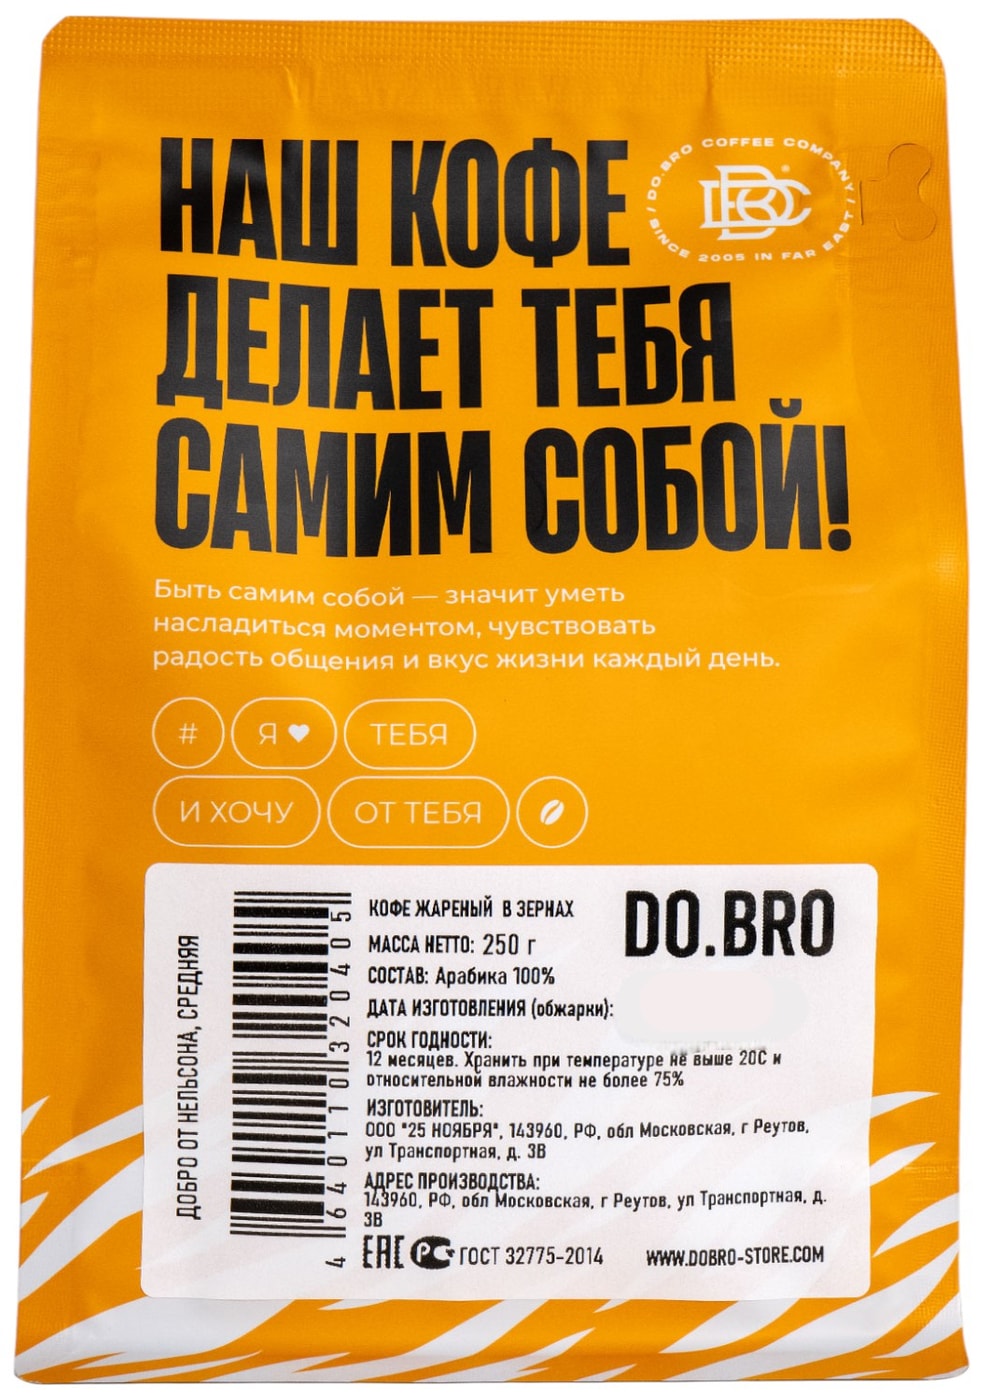 НАШ КОФЕ
ДЕЛАЕТ ТЕБЯ
САМИМ СОБОЙ!
/ DO.BRO COFFEE COMPANY /
SINCE 2005 IN FAR EAST
DBC
Быть самим собой — значит уметь
насладиться моментом, чувствовать
радость общения и вкус жизни каждый день.
# Я ТЕБЯ
И ХОЧУ ОТ ТЕБЯ
ДОБРО ОТ НЕЛЬСОНА, СРЕДНЯЯ
4 640110 320405
DO.BRO
КОФЕ ЖАРЕНЫЙ В ЗЕРНАХ
МАССА НЕТТО: 250 г
СОСТАВ: Арабика 100%
ДАТА ИЗГОТОВЛЕНИЯ (обжарки):
СРОК ГОДНОСТИ:
12 месяцев. Хранить при температуре не выше 20С и
относительной влажности не более 75%
ИЗГОТОВИТЕЛЬ:
ООО "25 НОЯБРЯ", 143960, РФ, обл Московская, г Реутов,
ул Транспортная, д. 3В
АДРЕС ПРОИЗВОДСТВА:
143960, РФ, обл Московская, г Реутов, ул Транспортная, д.
3В
ЕАС РСТ ГОСТ 32775-2014
WWW.DOBRO-STORE.COM